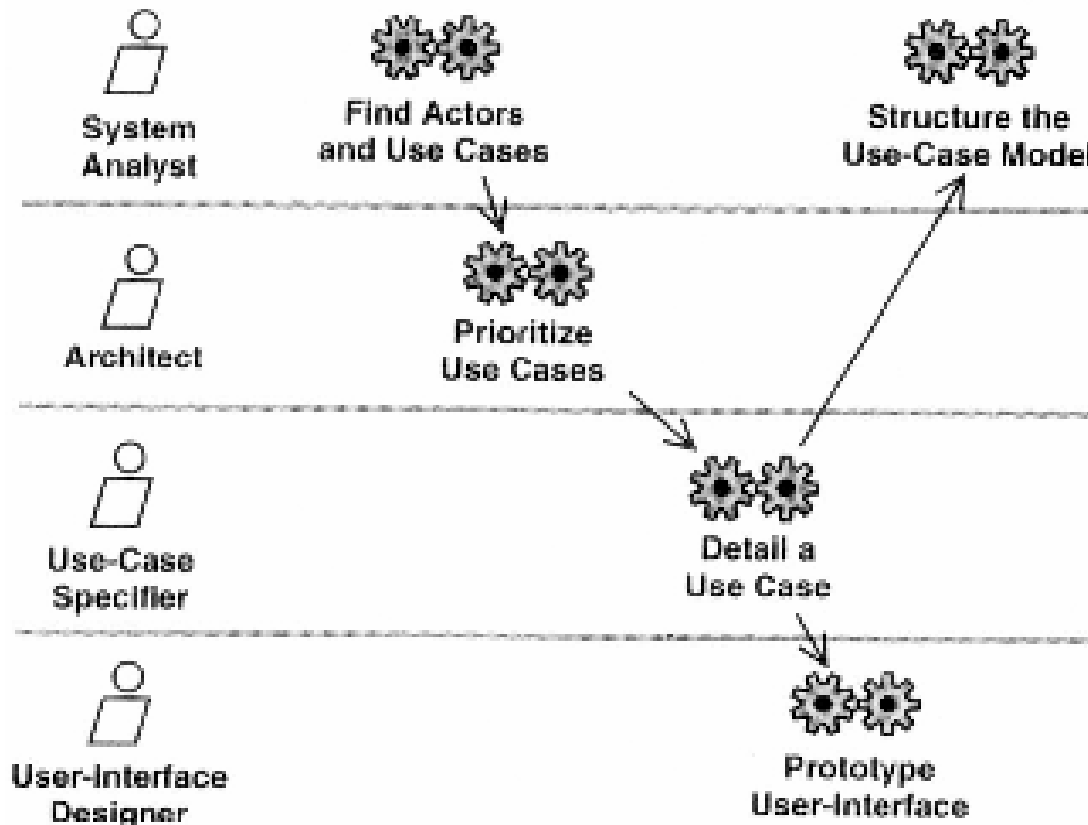 System
Analyst
Find Actors
and Use Cases
Structure the
Use-Case Model
Architect
Prioritize
Use Cases
Use-Case
Specifier
Detail a
Use Case
User-Interface
Designer
Prototype
User-Interface